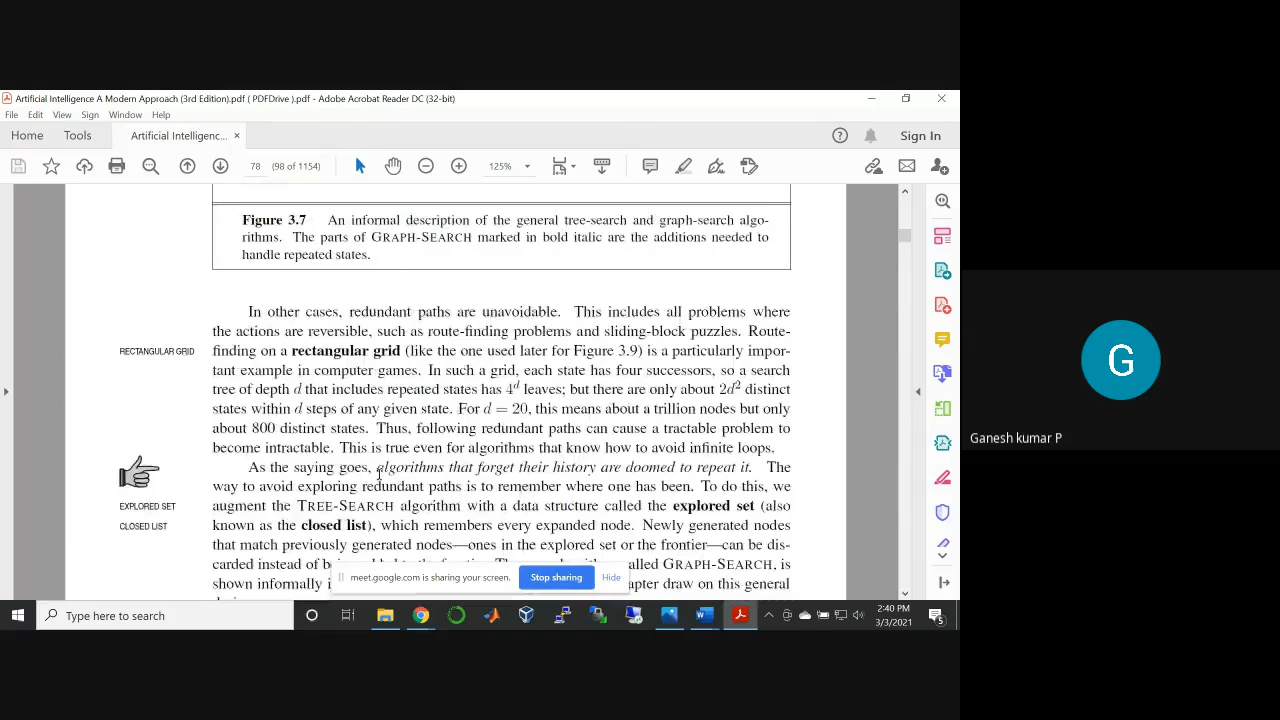 Artificial Intelligence A Modern Approach (3rd Edition).pdf ( PDFDrive ).pdf - Adobe Acrobat Reader DC (32-bit)
File Edit View Sign Window Help
Home Tools Artificial Intelligenc... × ? Sign In
78 (98 of 1154) 125%
Figure 3.7 An informal description of the general tree-search and graph-search algo-
rithms. The parts of GRAPH-SEARCH marked in bold italic are the additions needed to
handle repeated states.
In other cases, redundant paths are unavoidable. This includes all problems where
the actions are reversible, such as route-finding problems and sliding-block puzzles. Route-
RECTANGULAR GRID finding on a rectangular grid (like the one used later for Figure 3.9) is a particularly impor-
tant example in computer games. In such a grid, each state has four successors, so a search
tree of depth d that includes repeated states has 4^d leaves; but there are only about 2d² distinct
states within d steps of any given state. For d = 20, this means about a trillion nodes but only
about 800 distinct states. Thus, following redundant paths can cause a tractable problem to
become intractable. This is true even for algorithms that know how to avoid infinite loops.
As the saying goes, algorithms that forget their history are doomed to repeat it. The
way to avoid exploring redundant paths is to remember where one has been. To do this, we
EXPLORED SET augment the TREE-SEARCH algorithm with a data structure called the explored set (also
CLOSED LIST known as the closed list), which remembers every expanded node. Newly generated nodes
that match previously generated nodes—ones in the explored set or the frontier—can be dis-
carded instead of called GRAPH-SEARCH, is
shown informally chapter draw on this general
meet.google.com is sharing your screen. Stop sharing Hide
Type here to search
2:40 PM
3/3/2021
5
G
Ganesh kumar P